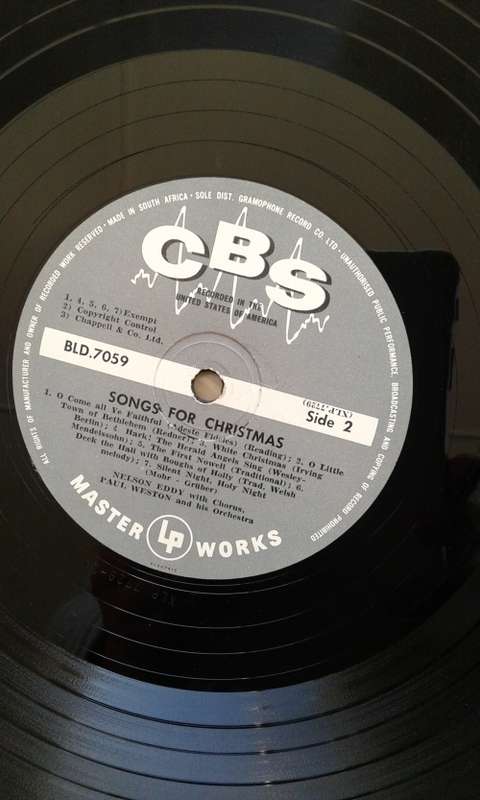 ALL RIGHTS OF MANUFACTURER AND OWNER OF RECORDED WORK RESERVED · MADE IN SOUTH AFRICA · SOLE DIST. GRAMOPHONE RECORD CO. LTD. · UNAUTHORISED PUBLIC PERFORMANCE, BROADCASTING AND COPYING OF RECORD PROHIBITED
CBS
RECORDED IN THE
UNITED STATES OF AMERICA
1, 4, 5, 6, 7) Exempt
2) Copyright Control
3) Chappell & Co. Ltd.
BLD.7059
Side 2
SONGS FOR CHRISTMAS
1. O Come all Ye Faithful (Adeste Fideles) (Reading); 2. O Little
Town of Bethlehem (Redner); 3. White Christmas (Irving
Berlin); 4. Hark! The Herald Angels Sing (Wesley-
Mendelssohn); 5. The First Nowell (Traditional); 6.
Deck the Hall with Boughs of Holly (Trad. Welsh
melody); 7. Silent Night, Holy Night
(Mohr - Grüber)
NELSON EDDY with Chorus,
PAUL WESTON and his Orchestra
MASTER LP WORKS